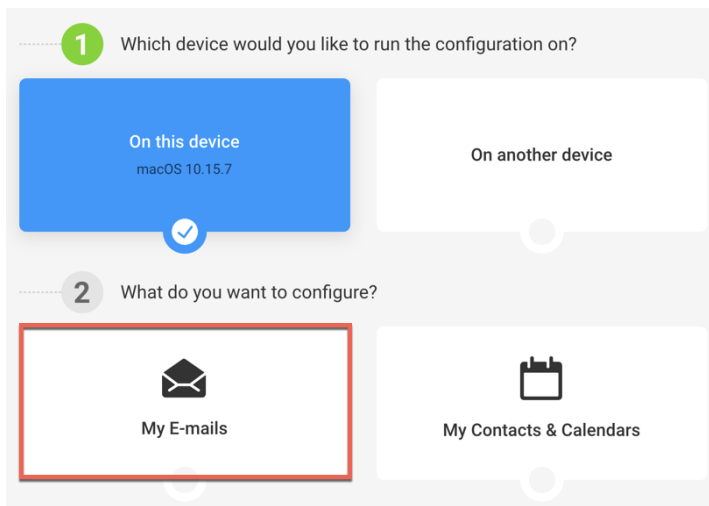 1 Which device would you like to run the configuration on?
On this device
macOS 10.15.7
On another device
2 What do you want to configure?
My E-mails
My Contacts & Calendars